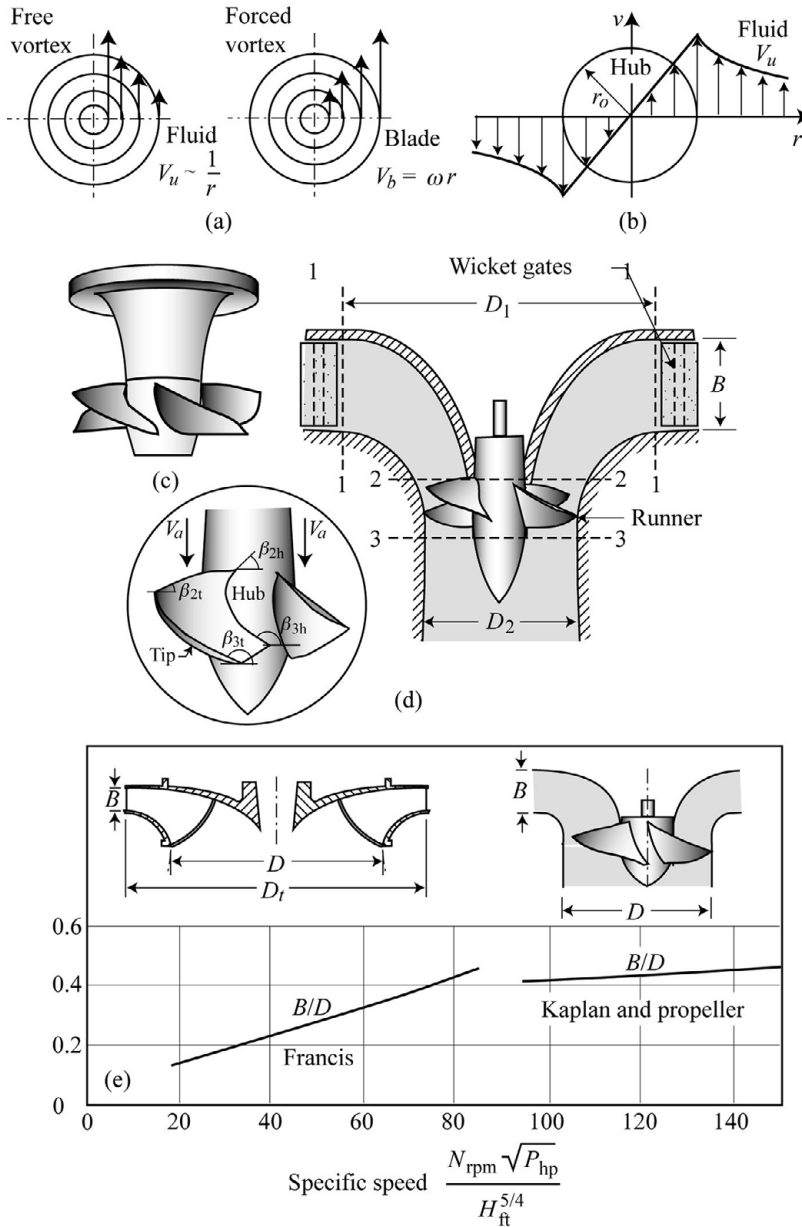 Free vortex
Fluid
V_u ~ 1/r
Forced vortex
Blade
V_b = ωr
(a)
v
Fluid
V_u
Hub
r_o
r
(b)
(c)
1 1
Wicket gates
D_1
B
1 1
2 2
Runner
3 3
D_2
V_a V_a
β_2h
β_2t
Hub
β_3h
β_3t
Tip
(d)
B
D
D_t
B
D
0.6
0.4
0.2
0
B/D
Francis
B/D
Kaplan and propeller
(e)
0 20 40 60 80 100 120 140
Specific speed N_rpm √P_hp / H_ft^5/4